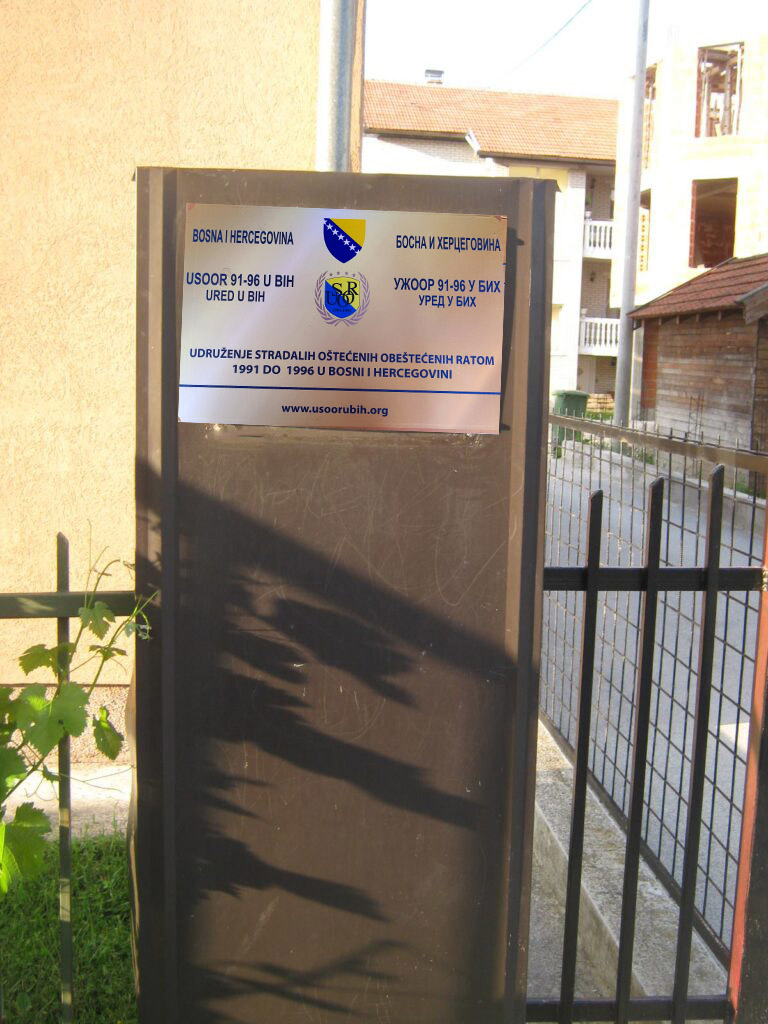 BOSNA I HERCEGOVINA
БОСНА И ХЕРЦЕГОВИНА
USOOR 91-96 U BIH
URED U BIH
USOOR
УЖООР 91-96 У БИХ
УРЕД У БИХ
UDRUŽENJE STRADALIH OŠTEĆENIH OBEŠTEĆENIH RATOM
1991 DO 1996 U BOSNI I HERCEGOVINI
www.usoorubih.org